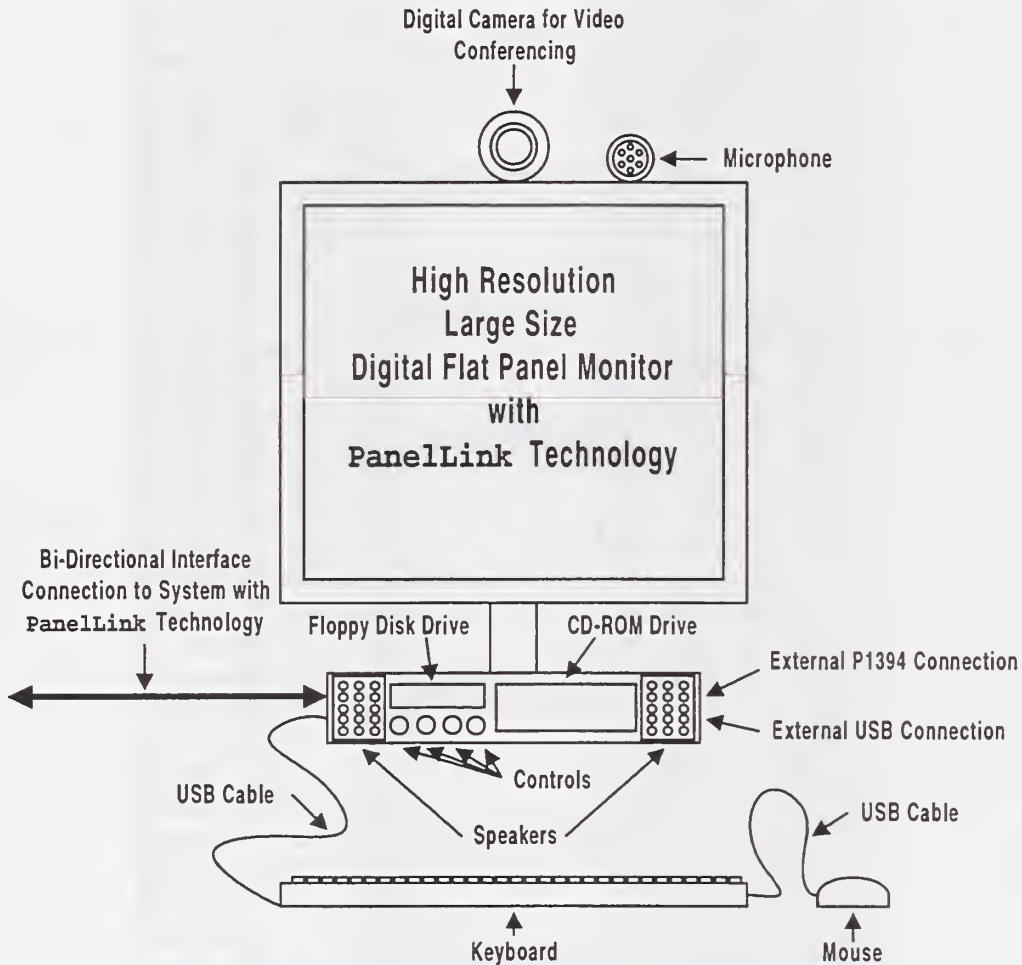 Digital Camera for Video
Conferencing
Microphone
High Resolution
Large Size
Digital Flat Panel Monitor
with
PanelLink Technology
Bi-Directional Interface
Connection to System with
PanelLink Technology
Floppy Disk Drive
CD-ROM Drive
External P1394 Connection
External USB Connection
Controls
USB Cable
Speakers
USB Cable
Keyboard
Mouse